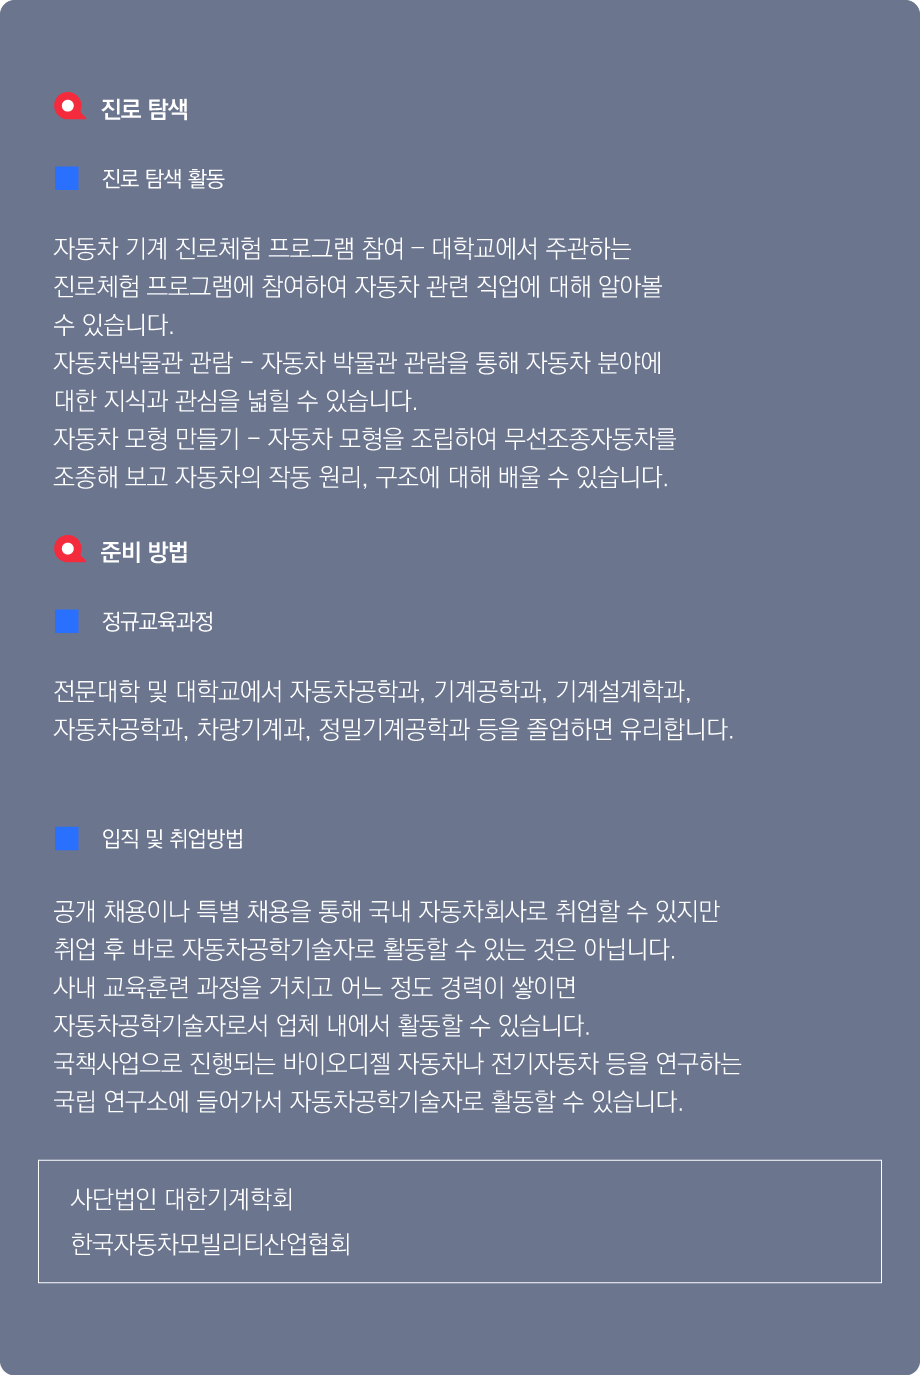 진로 탐색
진로 탐색 활동
자동차 기계 진로체험 프로그램 참여 – 대학교에서 주관하는
진로체험 프로그램에 참여하여 자동차 관련 직업에 대해 알아볼
수 있습니다.
자동차박물관 관람 – 자동차 박물관 관람을 통해 자동차 분야에
대한 지식과 관심을 넓힐 수 있습니다.
자동차 모형 만들기 – 자동차 모형을 조립하여 무선조종자동차를
조종해 보고 자동차의 작동 원리, 구조에 대해 배울 수 있습니다.
준비 방법
정규교육과정
전문대학 및 대학교에서 자동차공학과, 기계공학과, 기계설계학과,
자동차공학과, 차량기계과, 정밀기계공학과 등을 졸업하면 유리합니다.
입직 및 취업방법
공개 채용이나 특별 채용을 통해 국내 자동차회사로 취업할 수 있지만
취업 후 바로 자동차공학기술자로 활동할 수 있는 것은 아닙니다.
사내 교육훈련 과정을 거치고 어느 정도 경력이 쌓이면
자동차공학기술자로서 업체 내에서 활동할 수 있습니다.
국책사업으로 진행되는 바이오디젤 자동차나 전기자동차 등을 연구하는
국립 연구소에 들어가서 자동차공학기술자로 활동할 수 있습니다.
사단법인 대한기계학회
한국자동차모빌리티산업협회